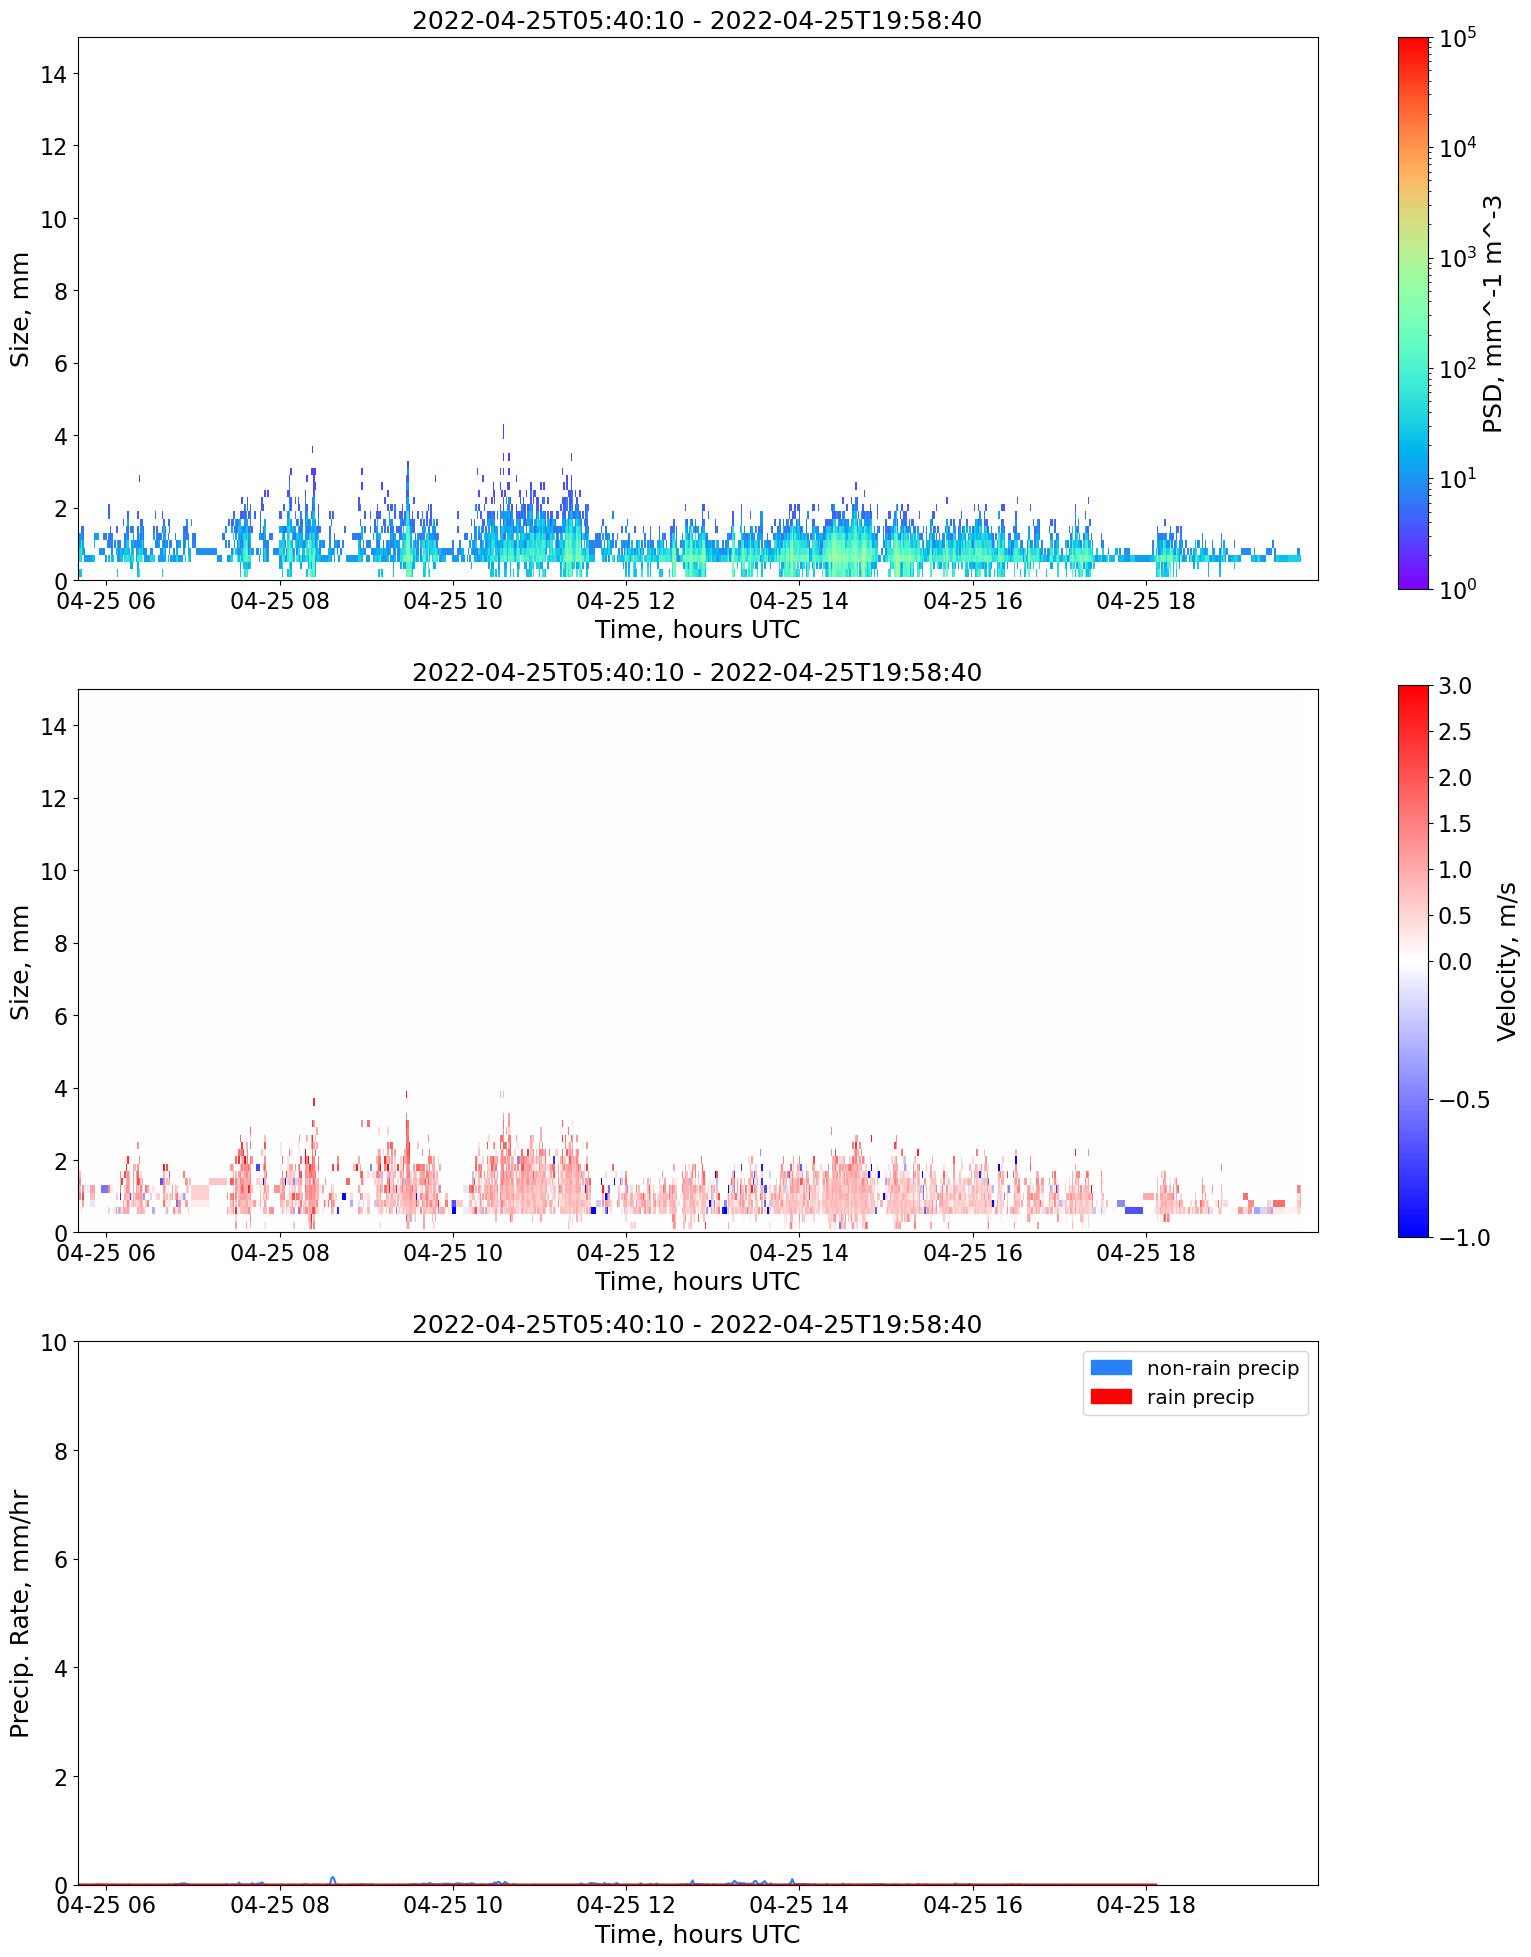 2022-04-25T05:40:10 - 2022-04-25T19:58:40
14
12
10
8
6
4
2
0
Size, mm
04-25 06 04-25 08 04-25 10 04-25 12 04-25 14 04-25 16 04-25 18
Time, hours UTC
10^5
10^4
10^3
10^2
10^1
10^0
PSD, mm^-1 m^-3
2022-04-25T05:40:10 - 2022-04-25T19:58:40
14
12
10
8
6
4
2
0
Size, mm
04-25 06 04-25 08 04-25 10 04-25 12 04-25 14 04-25 16 04-25 18
Time, hours UTC
3.0
2.5
2.0
1.5
1.0
0.5
0.0
−0.5
−1.0
Velocity, m/s
2022-04-25T05:40:10 - 2022-04-25T19:58:40
10
8
6
4
2
0
Precip. Rate, mm/hr
non-rain precip
rain precip
04-25 06 04-25 08 04-25 10 04-25 12 04-25 14 04-25 16 04-25 18
Time, hours UTC